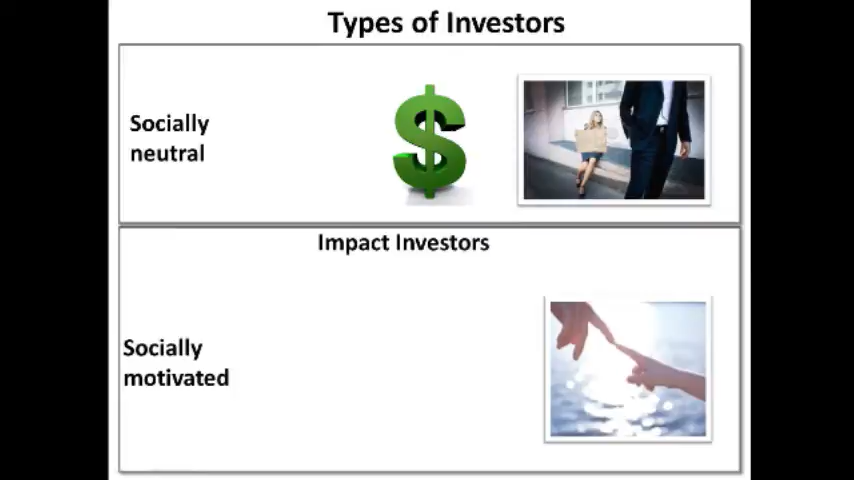 Types of Investors
Socially
neutral
Impact Investors
Socially
motivated